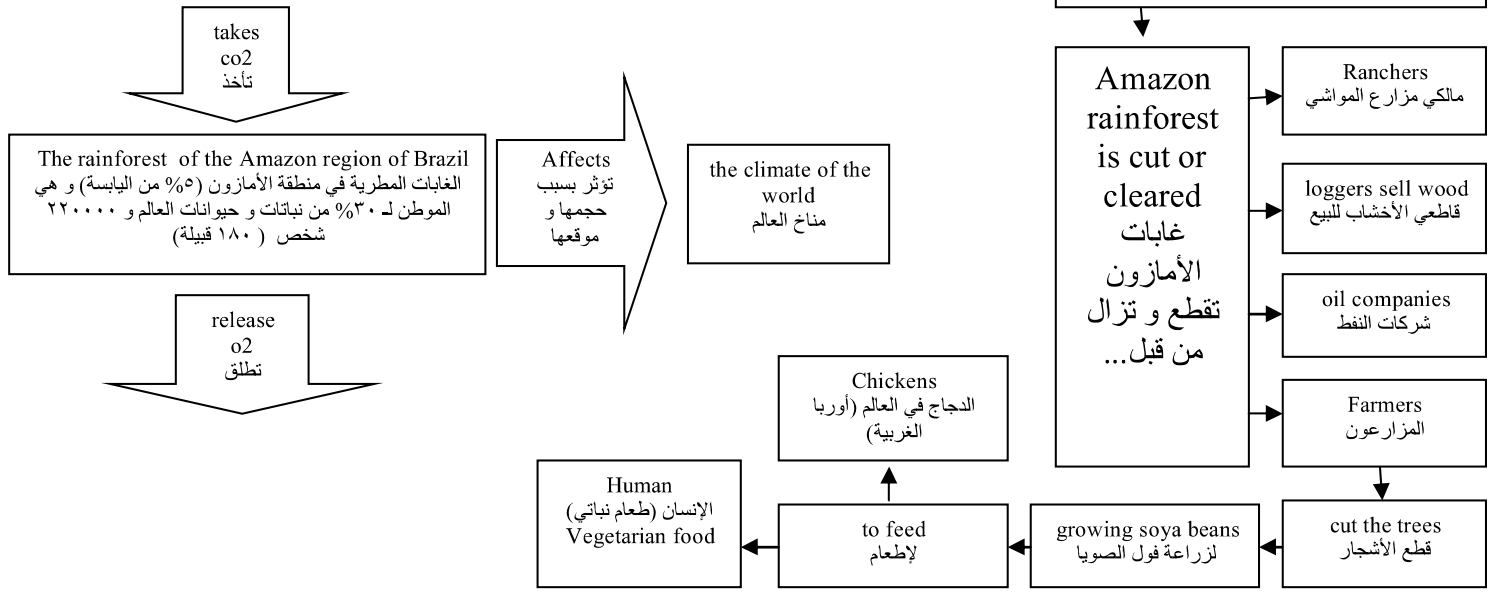 takes
co2
تأخذ
The rainforest of the Amazon region of Brazil
الغابات المطرية في منطقة الأمازون (٥% من اليابسة) و هي
الموطن لـ ٣٠% من نباتات و حيوانات العالم و ٢٢٠٠٠٠
شخص ( ١٨٠ قبيلة)
release
o2
تطلق
Affects
تؤثر بسبب
حجمها و
موقعها
the climate of the
world
مناخ العالم
Amazon
rainforest
is cut or
cleared
غابات
الأمازون
تقطع و تزال
من قبل...
Ranchers
مالكي مزارع المواشي
loggers sell wood
قاطعي الأخشاب للبيع
oil companies
شركات النفط
Farmers
المزارعون
cut the trees
قطع الأشجار
growing soya beans
لزراعة فول الصويا
to feed
لإطعام
Chickens
الدجاج في العالم (أوربا
الغربية)
Human
الإنسان (طعام نباتي)
Vegetarian food